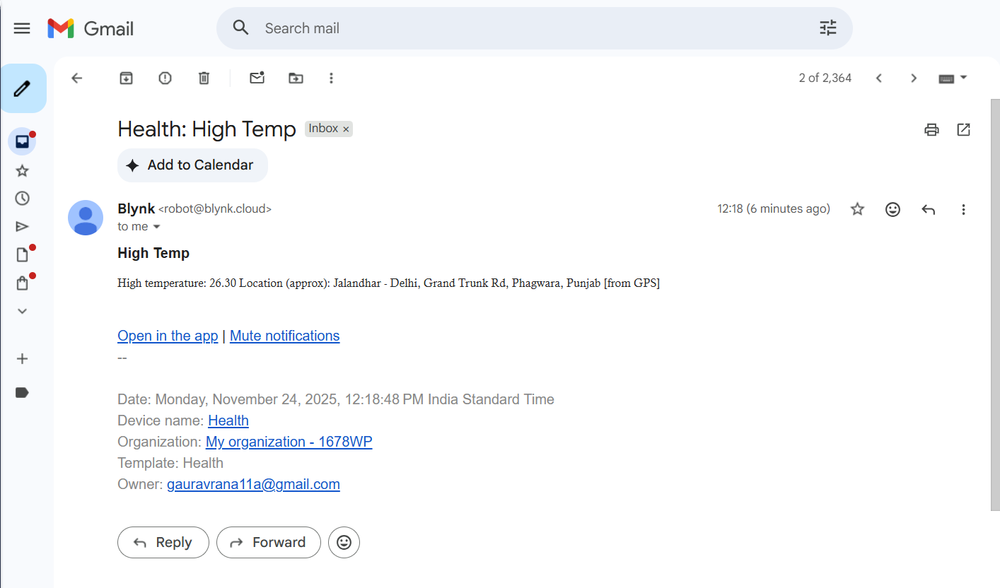 Gmail
Search mail
2 of 2,364
Health: High Temp Inbox ×
Add to Calendar
Blynk <robot@blynk.cloud> 12:18 (6 minutes ago)
to me
High Temp
High temperature: 26.30 Location (approx): Jalandhar - Delhi, Grand Trunk Rd, Phagwara, Punjab [from GPS]
Open in the app | Mute notifications
--
Date: Monday, November 24, 2025, 12:18:48 PM India Standard Time
Device name: Health
Organization: My organization - 1678WP
Template: Health
Owner: gauravrana11a@gmail.com
Reply Forward